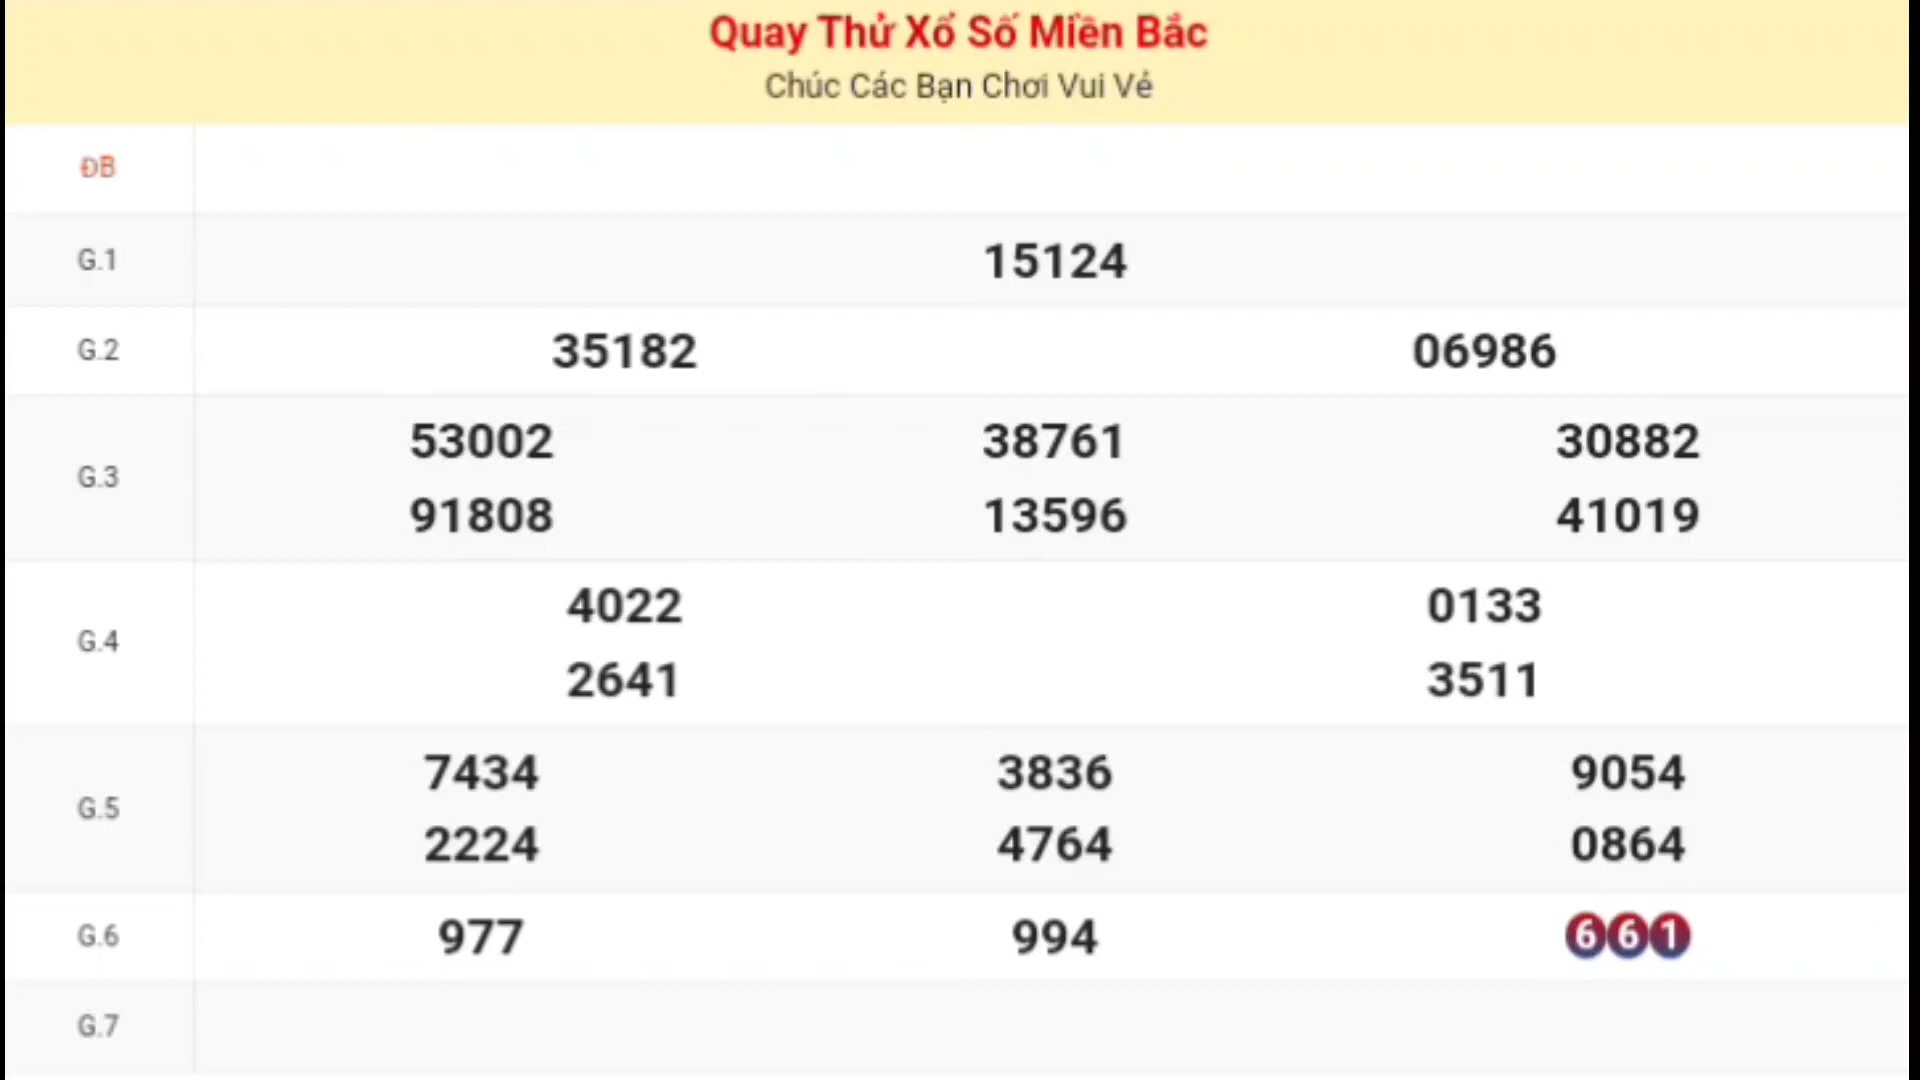 Quay Thử Xổ Số Miền Bắc
Chúc Các Bạn Chơi Vui Vẻ
ĐB
G.1 15124
G.2 35182 06986
G.3 53002 38761 30882
91808 13596 41019
G.4 4022 0133
2641 3511
G.5 7434 3836 9054
2224 4764 0864
G.6 977 994 661
G.7